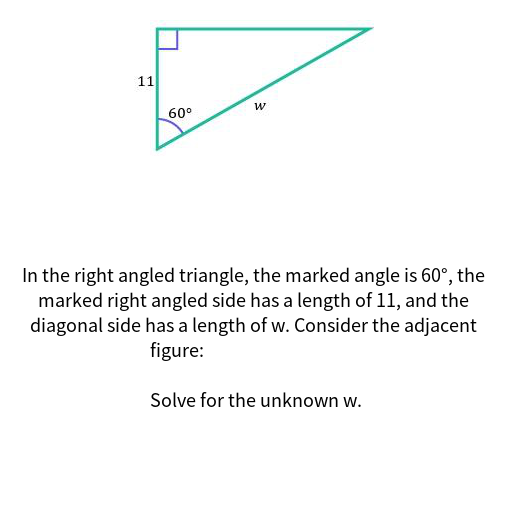 11
60°
w
In the right angled triangle, the marked angle is 60°, the
marked right angled side has a length of 11, and the
diagonal side has a length of w. Consider the adjacent
figure:
Solve for the unknown w.